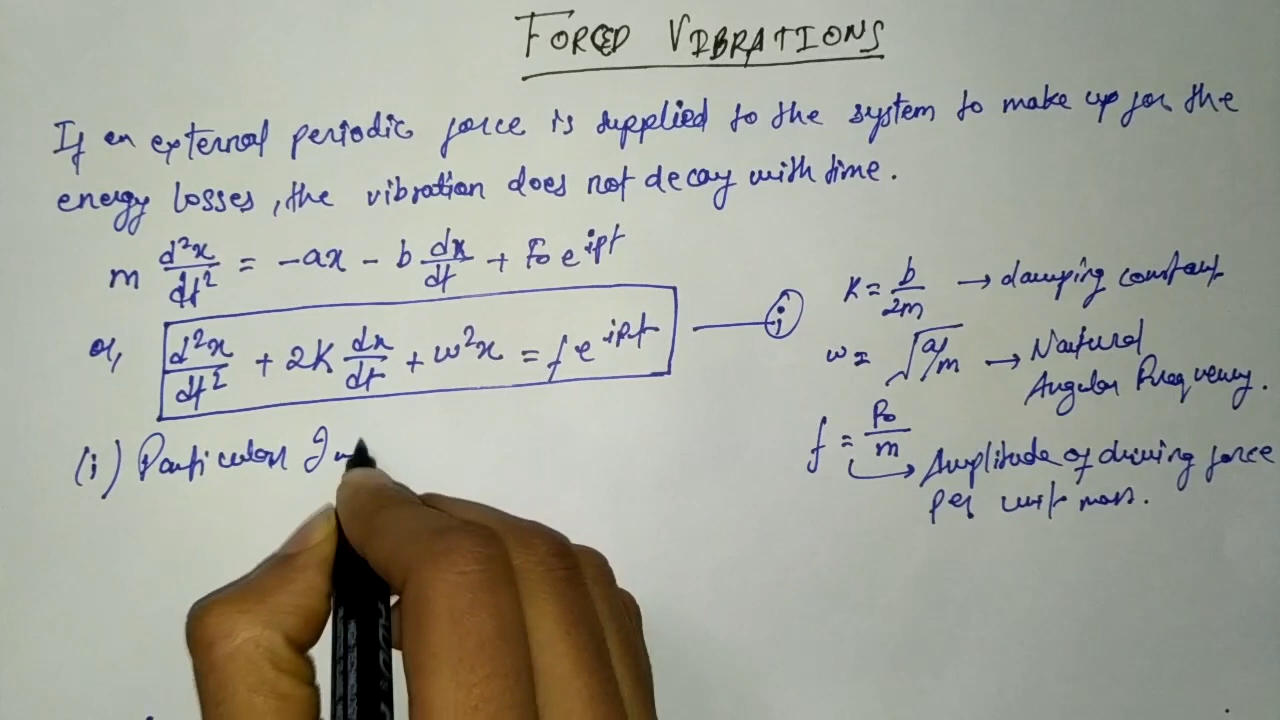 FORCED VIBRATIONS
If an external periodic force is supplied to the system to make up for the
energy losses, the vibration does not decay with time.
m d²x/dt² = -ax - b dx/dt + F₀ e^{ipt}
or, d²x/dt² + 2K dx/dt + ω²x = f e^{ipt} — (i)
K = b/2m → damping constant
ω = √(a/m) → Natural
Angular Frequency.
f = F₀/m → Amplitude of driving force
per unit mass.
(i) Particular In